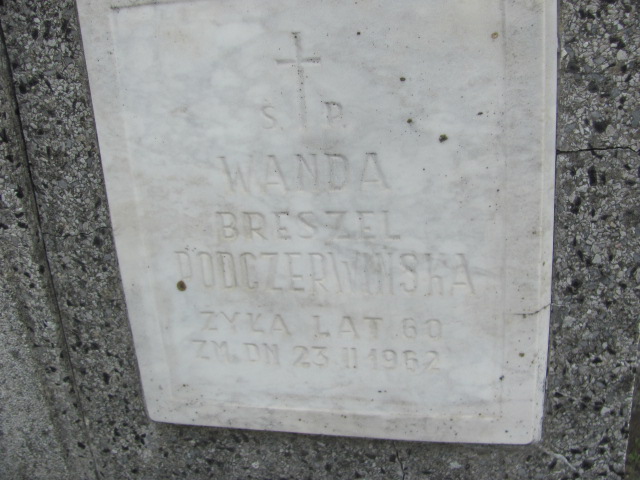 Ś P.
WANDA
BRESZEL
PODCZERWIŃSKA
ŻYŁA LAT 60
ZM. DN 23 II 1962